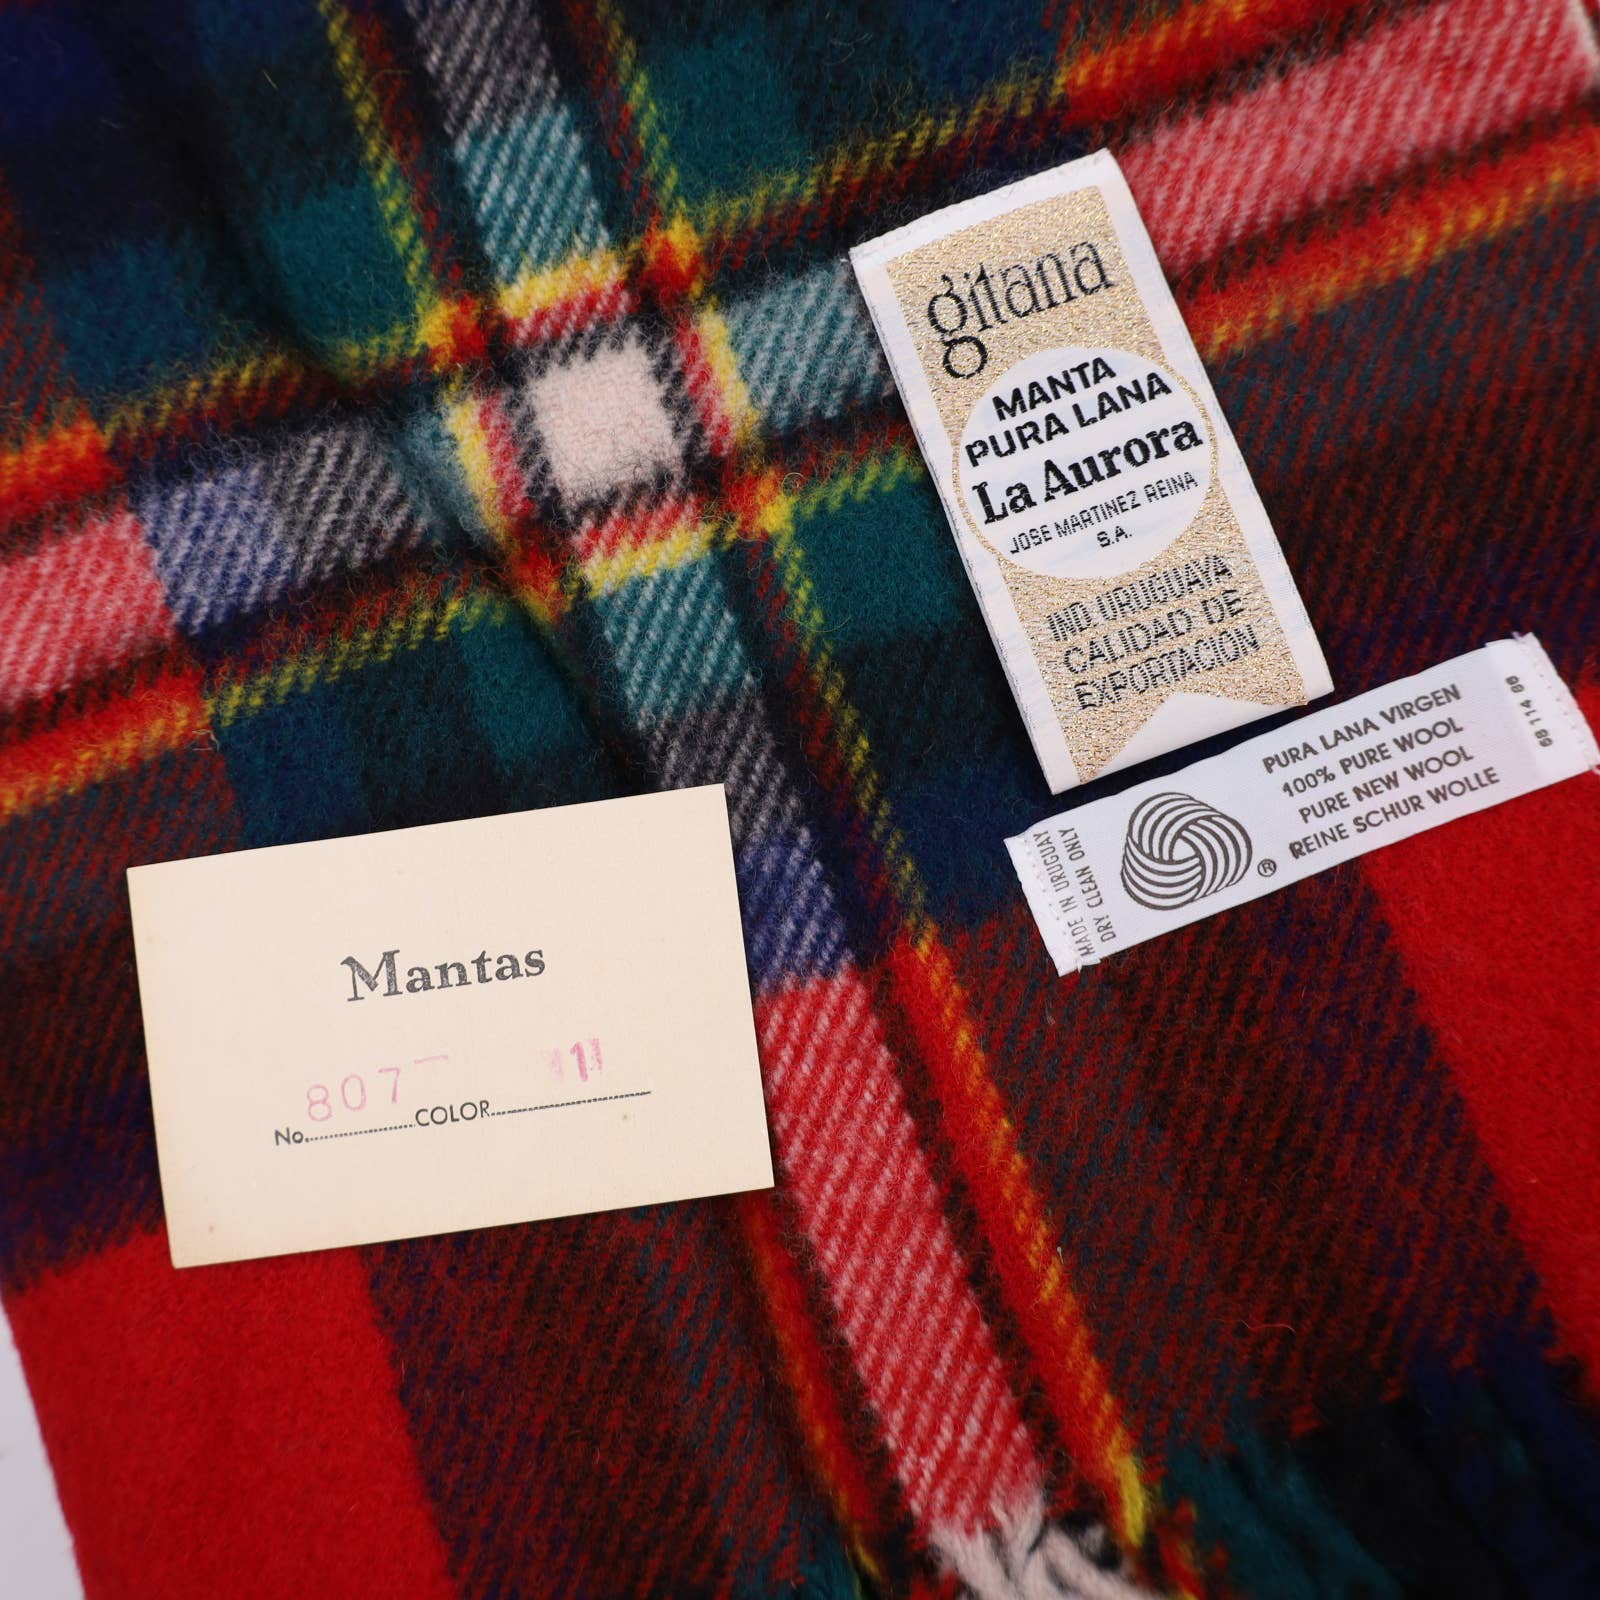 gitana
MANTA
PURA LANA
La Aurora
JOSE MARTINEZ REINA
S.A.
IND. URUGUAYA
CALIDAD DE
EXPORTACION
PURA LANA VIRGEN
100% PURE WOOL
PURE NEW WOOL
REINE SCHUR WOLLE
®
MADE IN URUGUAY
DRY CLEAN ONLY
Mantas
No. 807 COLOR 1